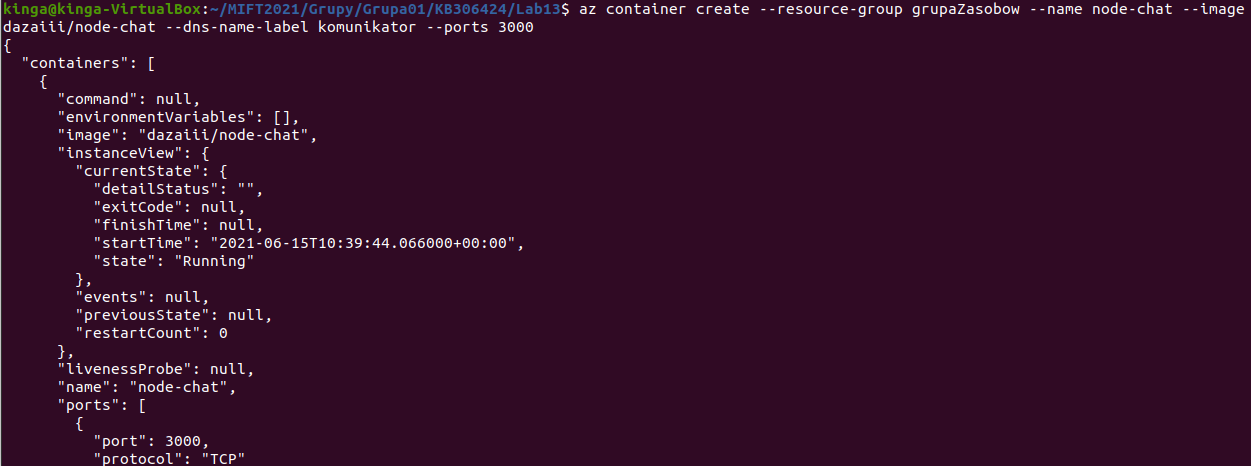 kinga@kinga-VirtualBox:~/MIFT2021/Grupy/Grupa01/KB306424/Lab13$ az container create --resource-group grupaZasobow --name node-chat --image
dazaiii/node-chat --dns-name-label komunikator --ports 3000
{
  "containers": [
    {
      "command": null,
      "environmentVariables": [],
      "image": "dazaiii/node-chat",
      "instanceView": {
        "currentState": {
          "detailStatus": "",
          "exitCode": null,
          "finishTime": null,
          "startTime": "2021-06-15T10:39:44.066000+00:00",
          "state": "Running"
        },
        "events": null,
        "previousState": null,
        "restartCount": 0
      },
      "livenessProbe": null,
      "name": "node-chat",
      "ports": [
        {
          "port": 3000,
          "protocol": "TCP"